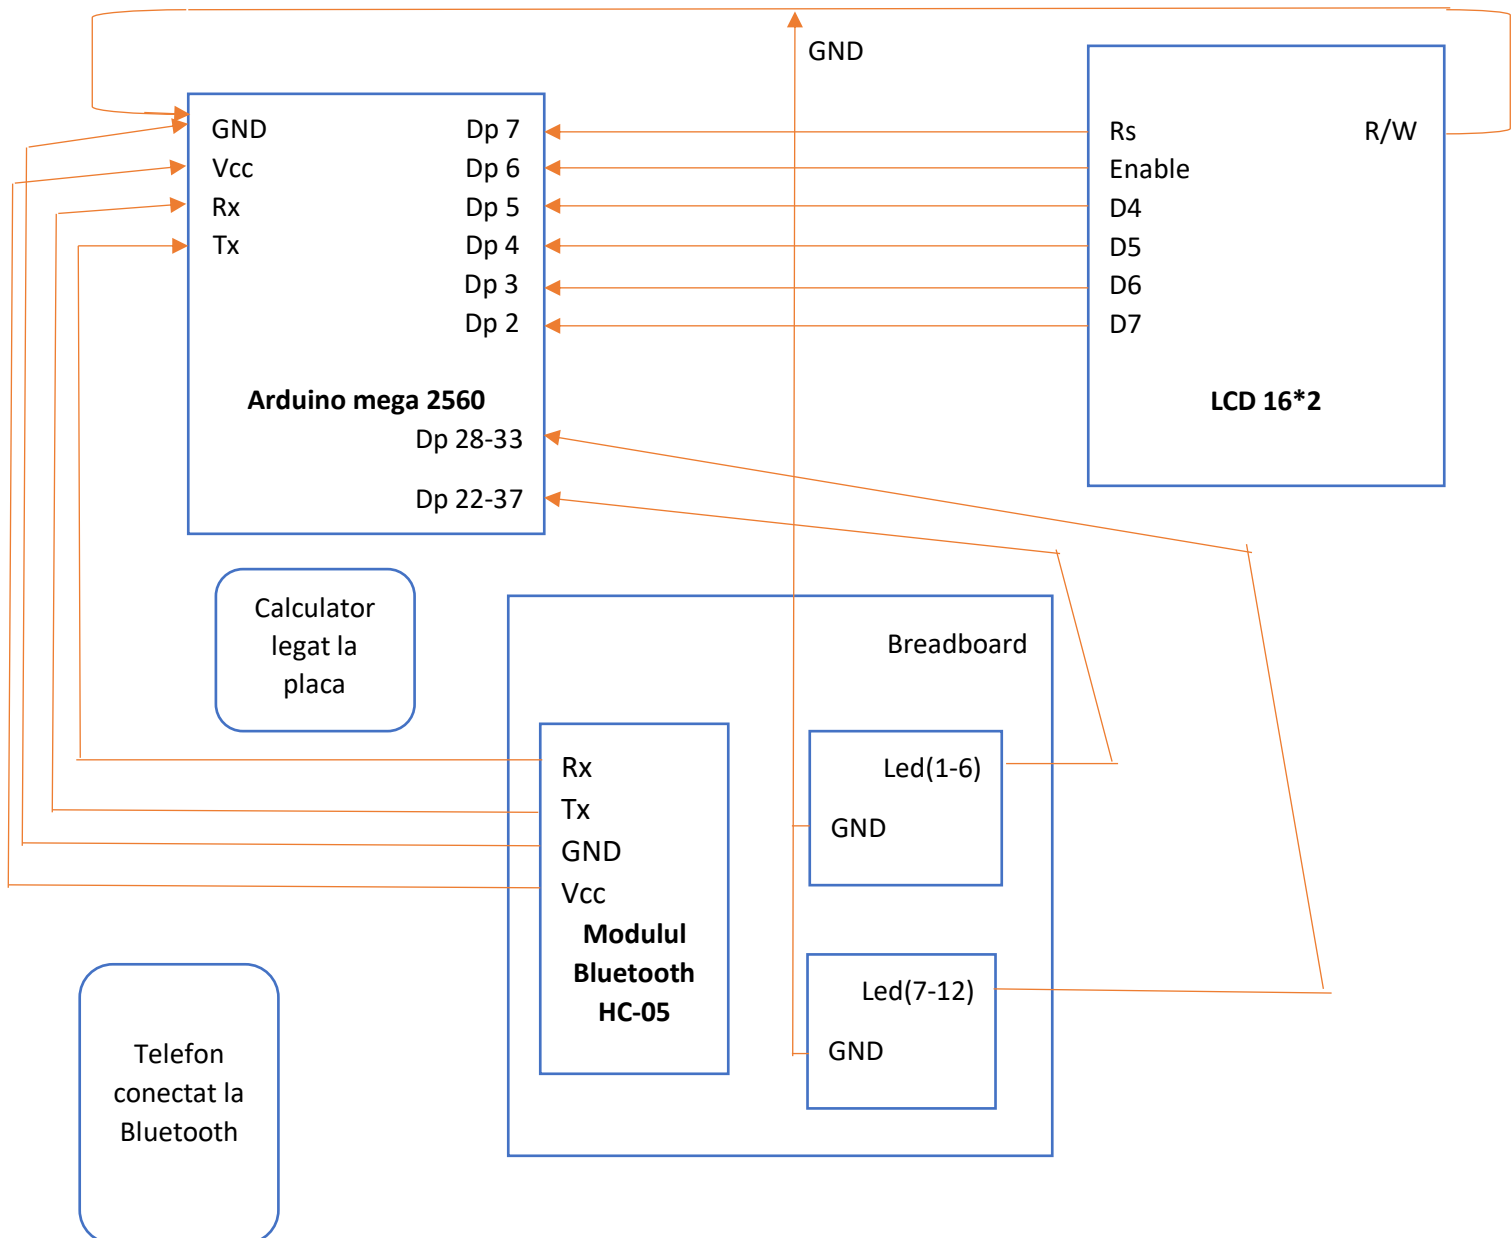 GND
GND
Vcc
Rx
Tx
Dp 7
Dp 6
Dp 5
Dp 4
Dp 3
Dp 2
Arduino mega 2560
Dp 28-33
Dp 22-37
Rs
Enable
D4
D5
D6
D7
R/W
LCD 16*2
Calculator
legat la
placa
Breadboard
Rx
Tx
GND
Vcc
Modulul
Bluetooth
HC-05
Led(1-6)
GND
Led(7-12)
GND
Telefon
conectat la
Bluetooth